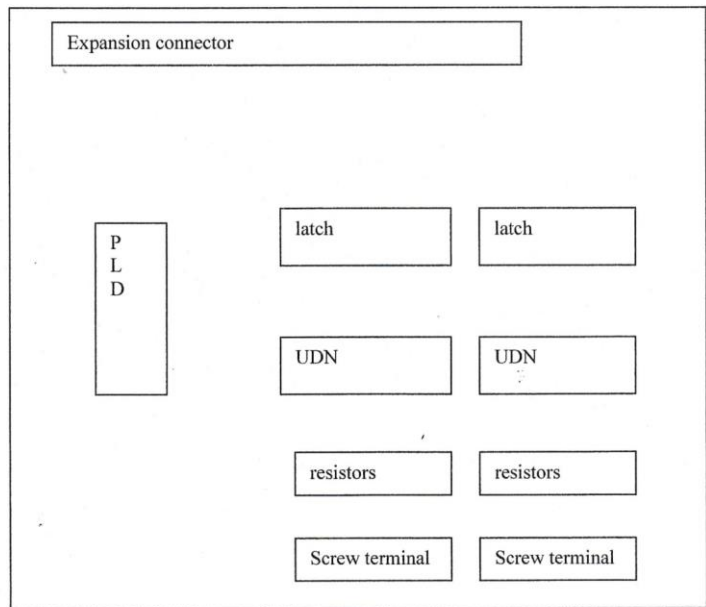 Expansion connector
latch latch
P
L
D
UDN UDN
resistors resistors
Screw terminal Screw terminal